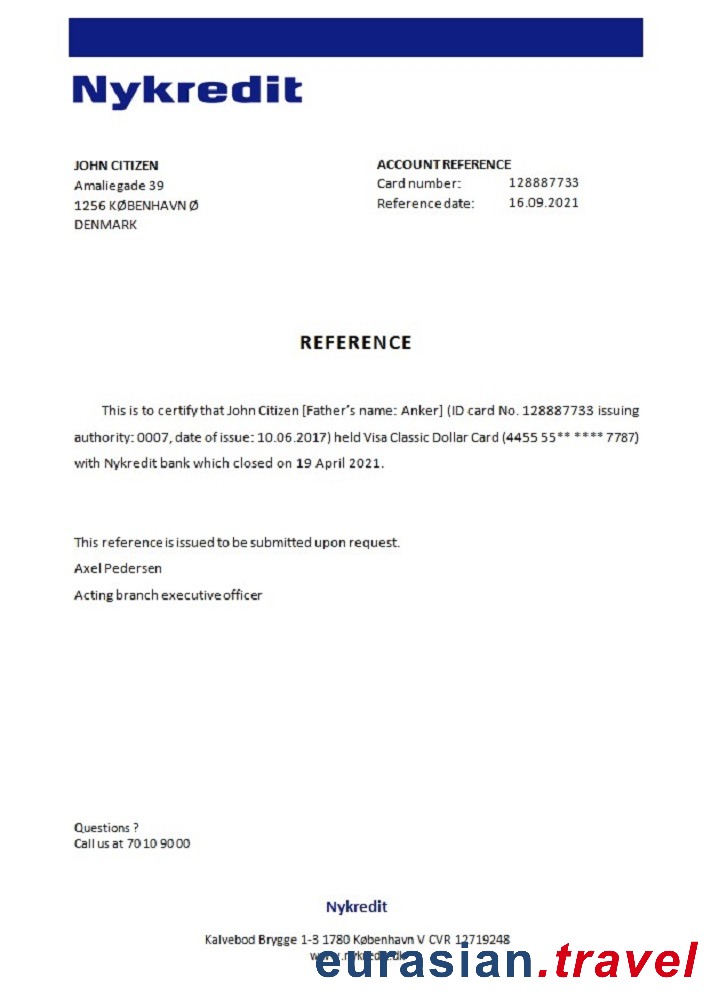 Nykredit
JOHN CITIZEN
Amaliegade 39
1256 KØBENHAVN Ø
DENMARK
ACCOUNT REFERENCE
Card number: 128887733
Reference date: 16.09.2021
REFERENCE
This is to certify that John Citizen [Father's name: Anker] (ID card No. 128887733 issuing
authority: 0007, date of issue: 10.06.2017) held Visa Classic Dollar Card (4455 55** **** 7787)
with Nykredit bank which closed on 19 April 2021.
This reference is issued to be submitted upon request.
Axel Pedersen
Acting branch executive officer
Questions ?
Call us at 70 10 90 00
Nykredit
Kalvebod Brygge 1-3 1780 København V CVR 12719248
eurasian.travel